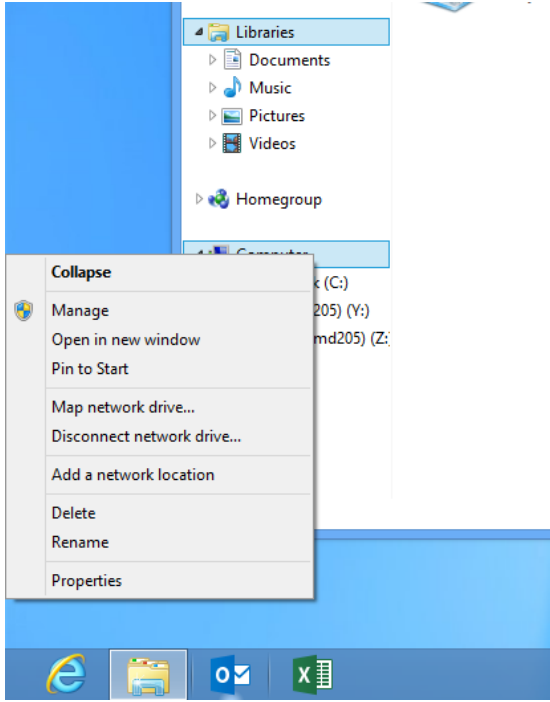 Libraries
Documents
Music
Pictures
Videos
Homegroup
Computer
Collapse
(C:)
Manage
205) (Y:)
Open in new window
md205) (Z:
Pin to Start
Map network drive...
Disconnect network drive...
Add a network location
Delete
Rename
Properties